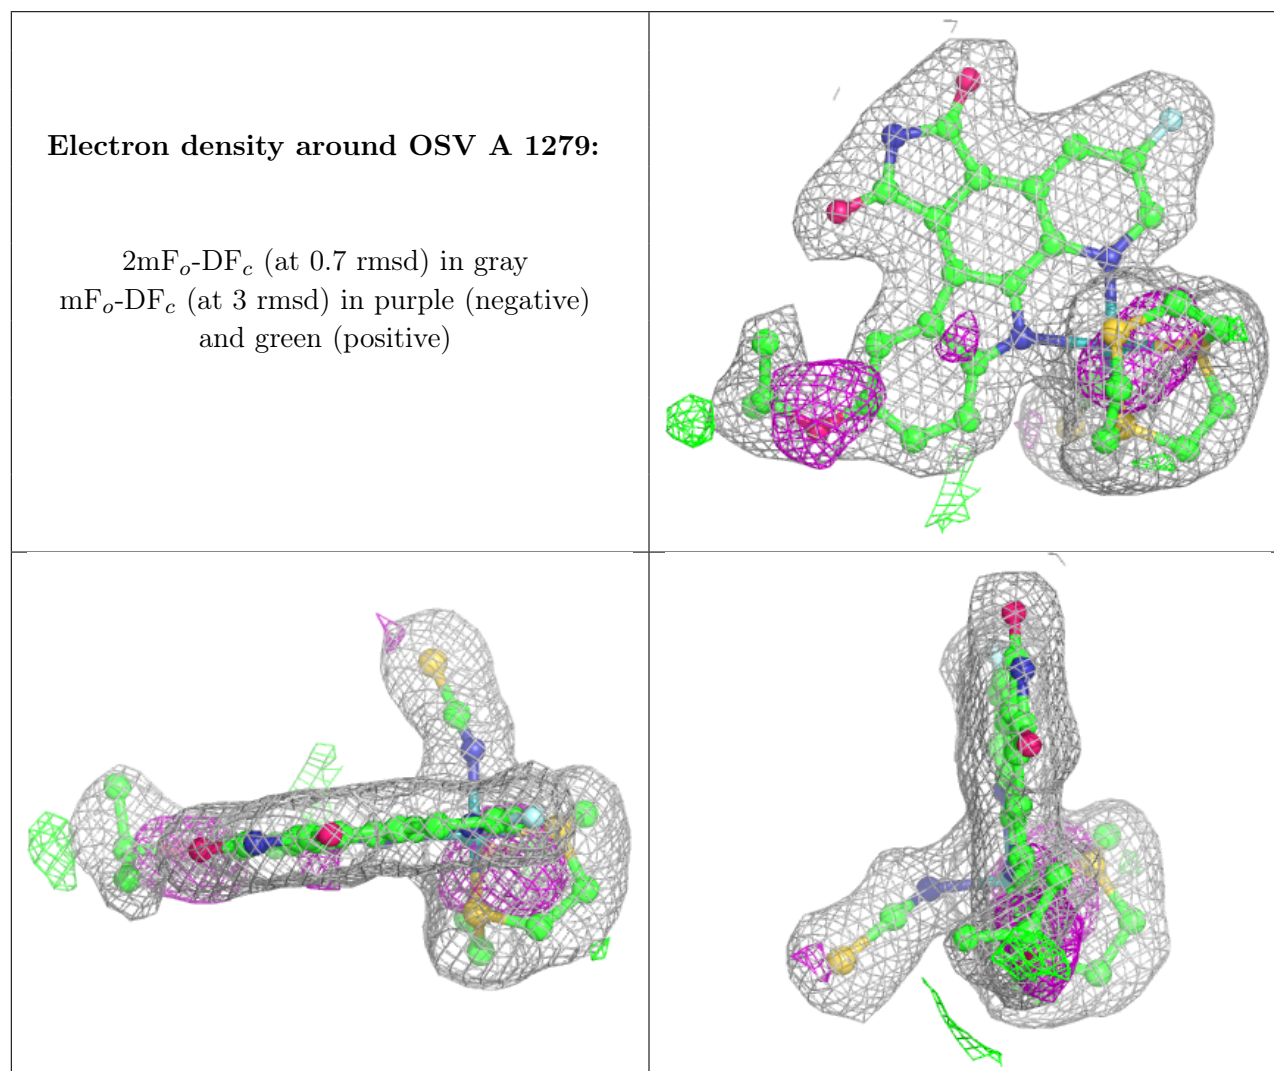 Electron density around OSV A 1279:
2mFo-DFc (at 0.7 rmsd) in gray
mFo-DFc (at 3 rmsd) in purple (negative)
and green (positive)